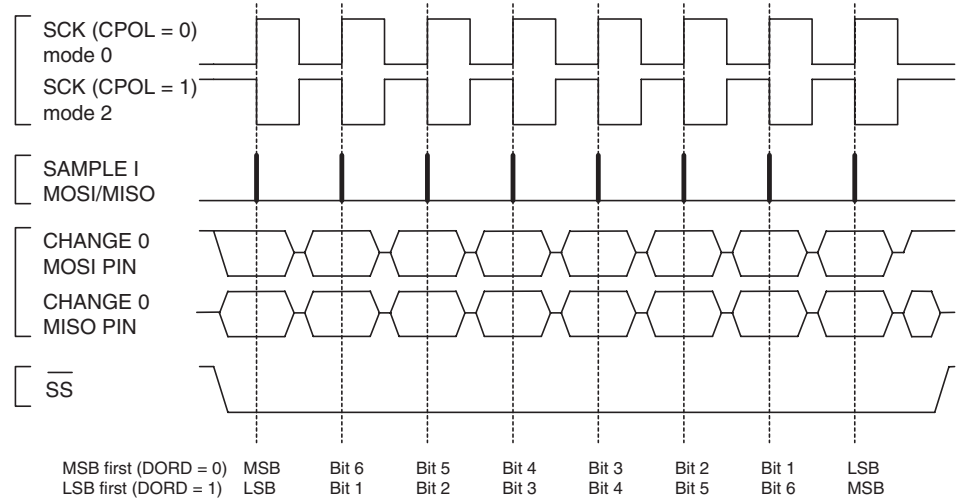 SCK (CPOL = 0)
mode 0
SCK (CPOL = 1)
mode 2
SAMPLE I
MOSI/MISO
CHANGE 0
MOSI PIN
CHANGE 0
MISO PIN
SS
MSB first (DORD = 0) MSB Bit 6 Bit 5 Bit 4 Bit 3 Bit 2 Bit 1 LSB
LSB first (DORD = 1) LSB Bit 1 Bit 2 Bit 3 Bit 4 Bit 5 Bit 6 MSB